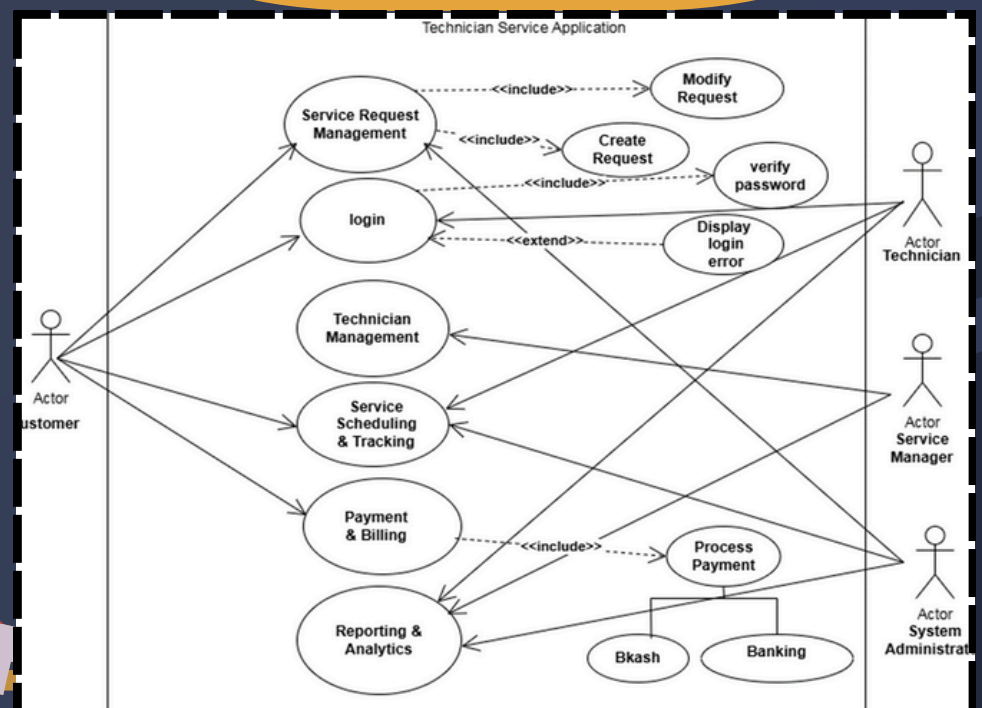 Technician Service Application
Service Request
Management
<<include>>
Modify
Request
<<include>>
Create
Request
<<include>>
verify
password
login
<<extend>>
Display
login
error
Technician
Management
Service
Scheduling
& Tracking
Payment
& Billing
<<include>>
Process
Payment
Reporting &
Analytics
Bkash
Banking
Actor
ustomer
Actor
Technician
Actor
Service
Manager
Actor
System
Administrat